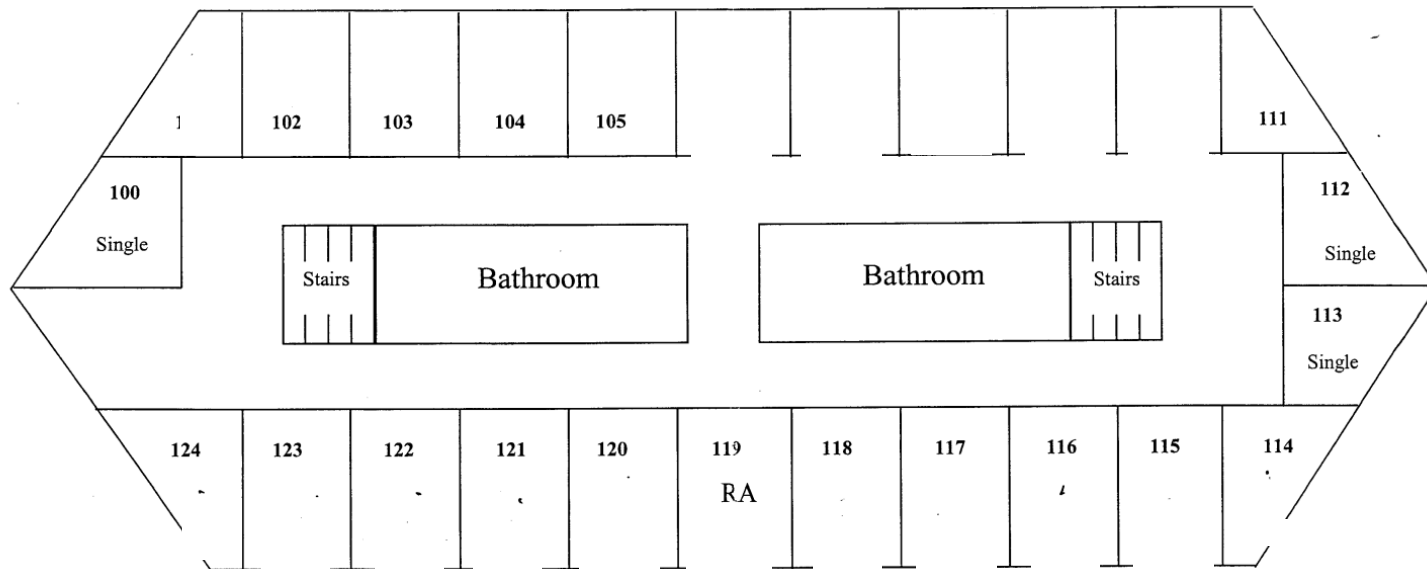 102 103 104 105 111
100 112
Single Single
Stairs Bathroom Bathroom Stairs
113
Single
124 123 122 121 120 119 118 117 116 115 114
RA